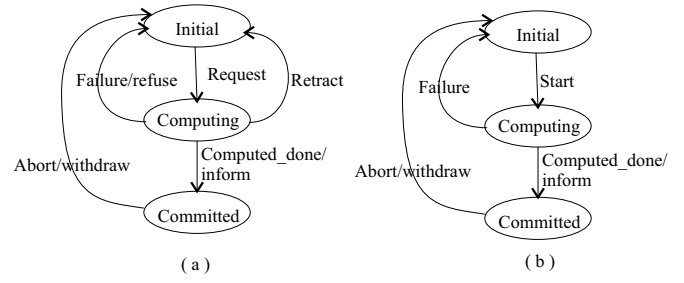 Initial
Failure/refuse
Request
Retract
Computing
Abort/withdraw
Computed_done/
inform
Committed
( a )
Initial
Failure
Start
Computing
Abort/withdraw
Computed_done/
inform
Committed
( b )